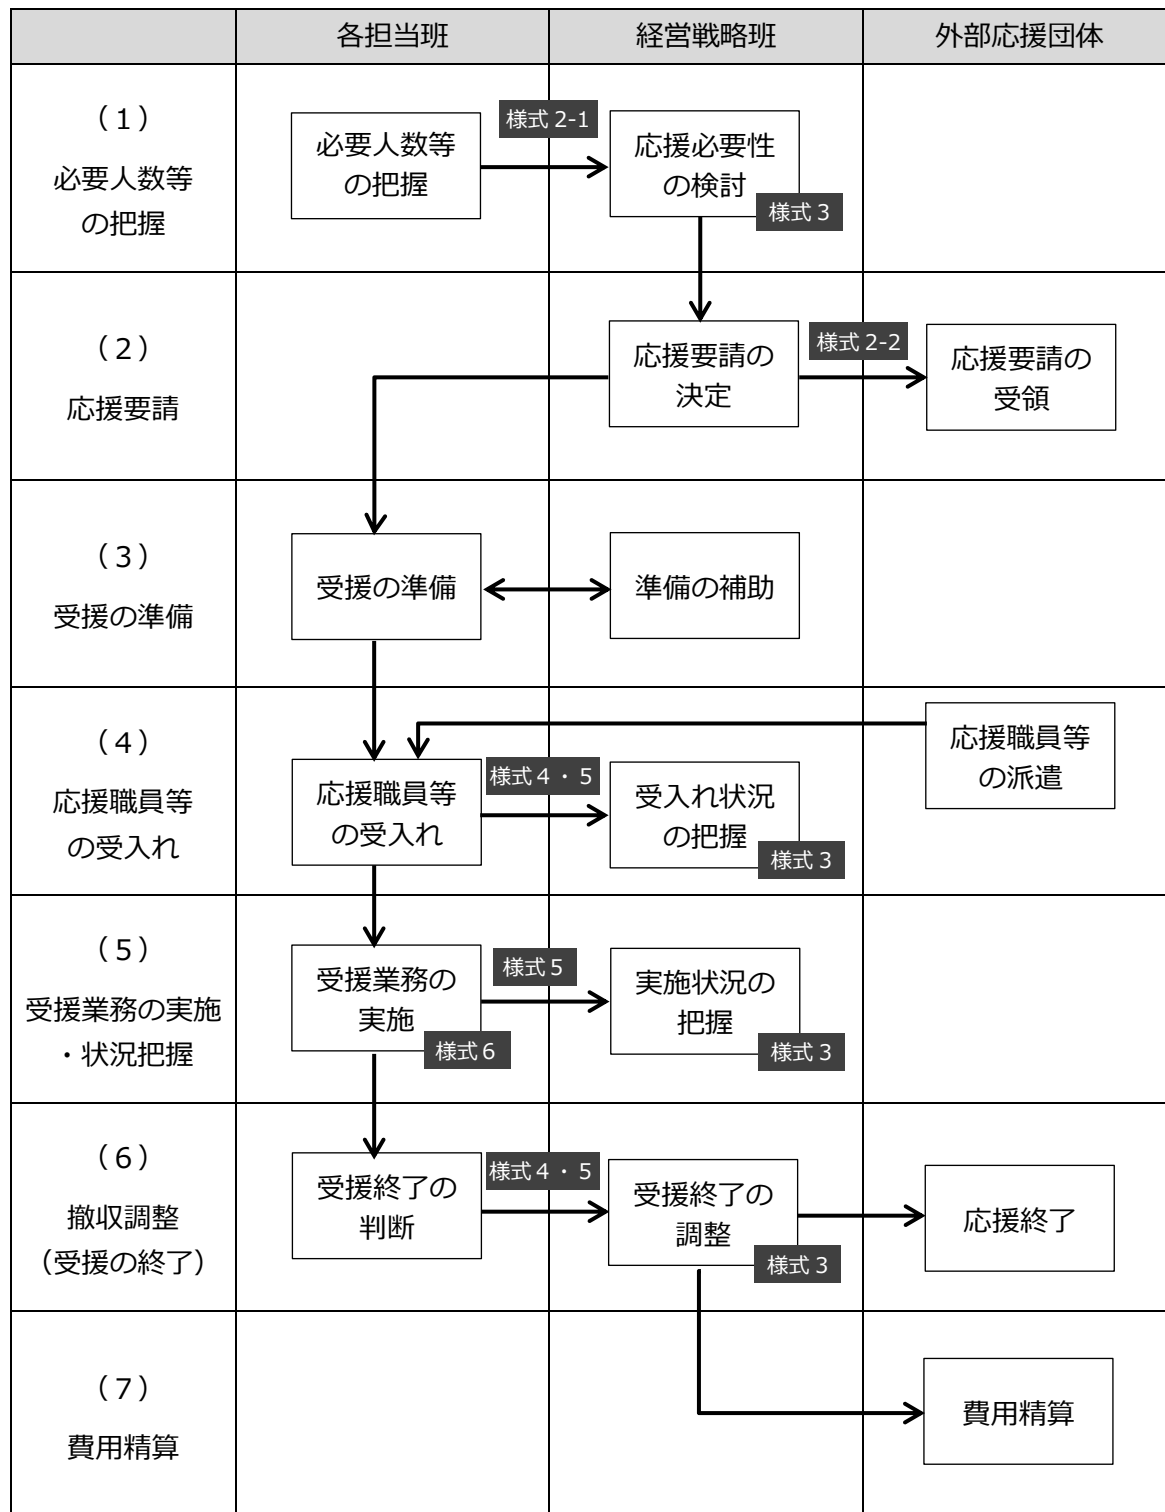 各担当班
経営戦略班
外部応援団体
（１）
必要人数等
の把握
必要人数等
の把握
様式 2-1
応援必要性
の検討
様式３
（２）
応援要請
応援要請の
決定
様式 2-2
応援要請の
受領
（３）
受援の準備
受援の準備
準備の補助
（４）
応援職員等
の受入れ
応援職員等
の受入れ
様式４・５
受入れ状況
の把握
様式３
応援職員等
の派遣
（５）
受援業務の実施
・状況把握
受援業務の
実施
様式６
様式５
実施状況の
把握
様式３
（６）
撤収調整
（受援の終了）
受援終了の
判断
様式４・５
受援終了の
調整
様式３
応援終了
（７）
費用精算
費用精算